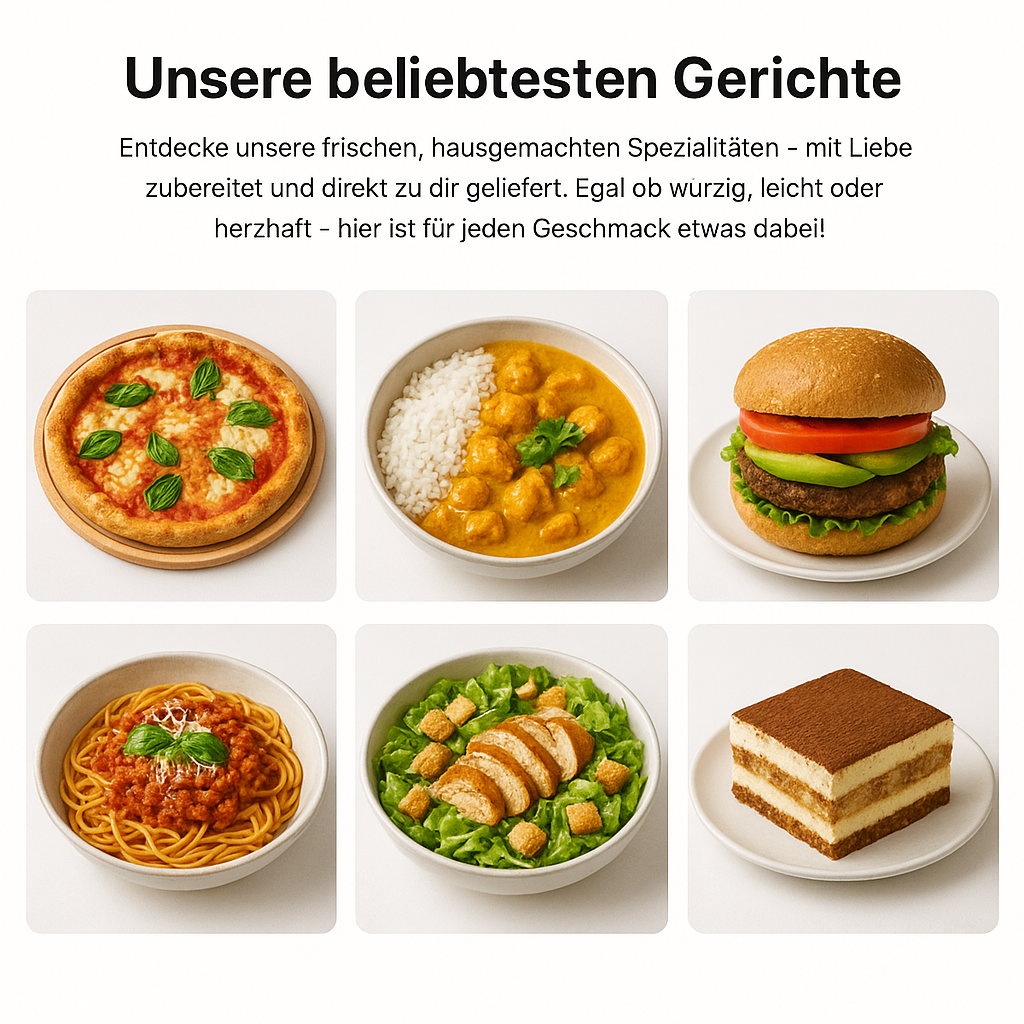 Unsere beliebtesten Gerichte
Entdecke unsere frischen, hausgemachten Spezialitäten - mit Liebe
zubereitet und direkt zu dir geliefert. Egal ob würzig, leicht oder
herzhaft - hier ist für jeden Geschmack etwas dabei!